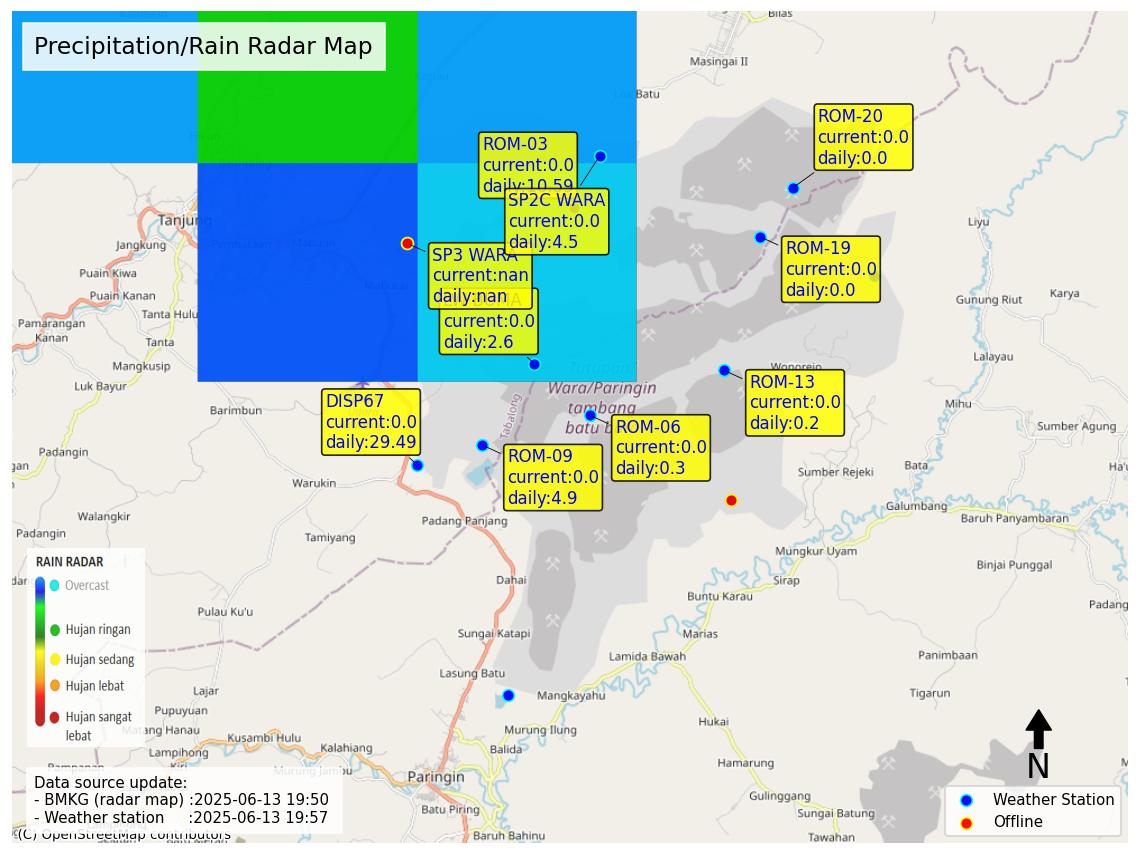 Precipitation/Rain Radar Map
Bilas
Masingai II
Batu
ROM-20
current:0.0
daily:0.0
ROM-03
current:0.0
daily:10.59
SP2C WARA
current:0.0
daily:4.5
ROM-19
current:0.0
daily:0.0
SP3 WARA
current:nan
daily:nan
current:0.0
daily:2.6
Tanjung
Jangkung
Puain Kiwa
Puain Kanan
Pamarangan
Kanan
Tanta Hulu
Tanta
Mangkusip
Luk Bayur
Barimbun
Liyu
Gunung Riut
Karya
Lalayau
Mihu
Wonorejo
Tutupan
Wara/Paringin
tambang
batu
Tabalong
ROM-13
current:0.0
daily:0.2
DISP67
current:0.0
daily:29.49
ROM-06
current:0.0
daily:0.3
ROM-09
current:0.0
daily:4.9
Padangin
Sumber Agung
Bata
Sumber Rejeki
Warukin
Galumbang
Baruh Panyambaran
Walangkir
Padangin
Tamiyang
Padang Panjang
Mungkur Uyam
Binjai Punggal
Sirap
Dahai
Buntu Karau
Padang
Pulau Ku'u
Sungai Katapi
Marias
Lamida Bawah
Panimbaan
Lasung Batu
Lajar
Mangkayahu
Tigarun
Pupuyuan
Matang Hanau
Murung Ilung
Hukai
Kusambi Hulu
Kalahiang
Lampihong
Balida
Hamarung
Murung Jambu
Paringin
Gulinggang
Batu Piring
Sungai Batung
Baruh Bahinu
Tawahan
RAIN RADAR
Overcast
Hujan ringan
Hujan sedang
Hujan lebat
Hujan sangat
lebat
Data source update:
- BMKG (radar map) :2025-06-13 19:50
- Weather station :2025-06-13 19:57
(C) OpenStreetMap contributors
N
Weather Station
Offline